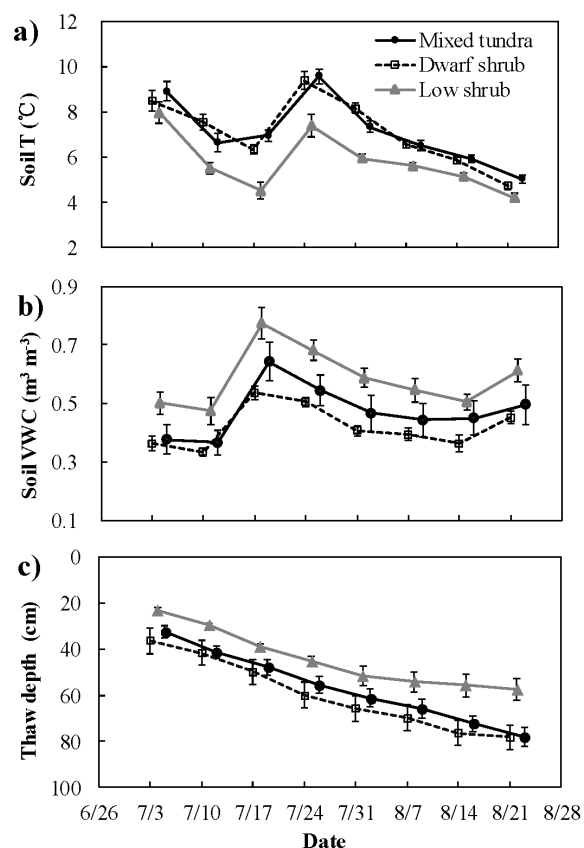 a)
Mixed tundra
Dwarf shrub
Low shrub
Soil T (℃)
12
10
8
6
4
2
b)
Soil VWC (m³ m⁻³)
0.9
0.7
0.5
0.3
0.1
c)
Thaw depth (cm)
0
20
40
60
80
100
6/26 7/3 7/10 7/17 7/24 7/31 8/7 8/14 8/21 8/28
Date